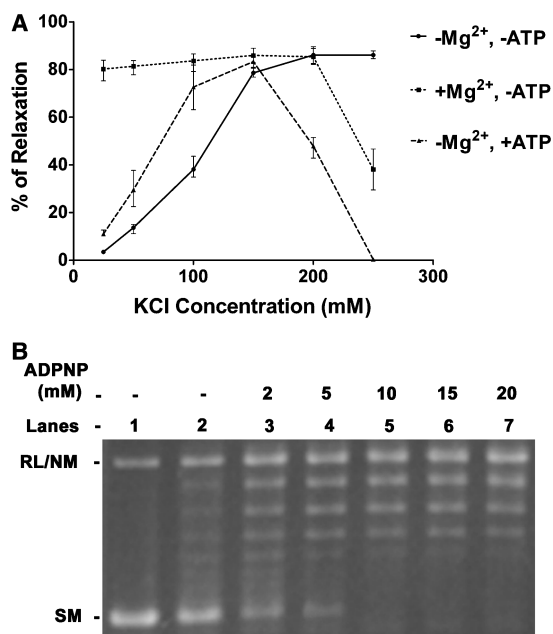 A
100
80
60
40
20
0
% of Relaxation
0 100 200 300
KCl Concentration (mM)
-Mg²⁺, -ATP
+Mg²⁺, -ATP
-Mg²⁺, +ATP
B
ADPNP
(mM) - - - 2 5 10 15 20
Lanes - 1 2 3 4 5 6 7
RL/NM -
SM -